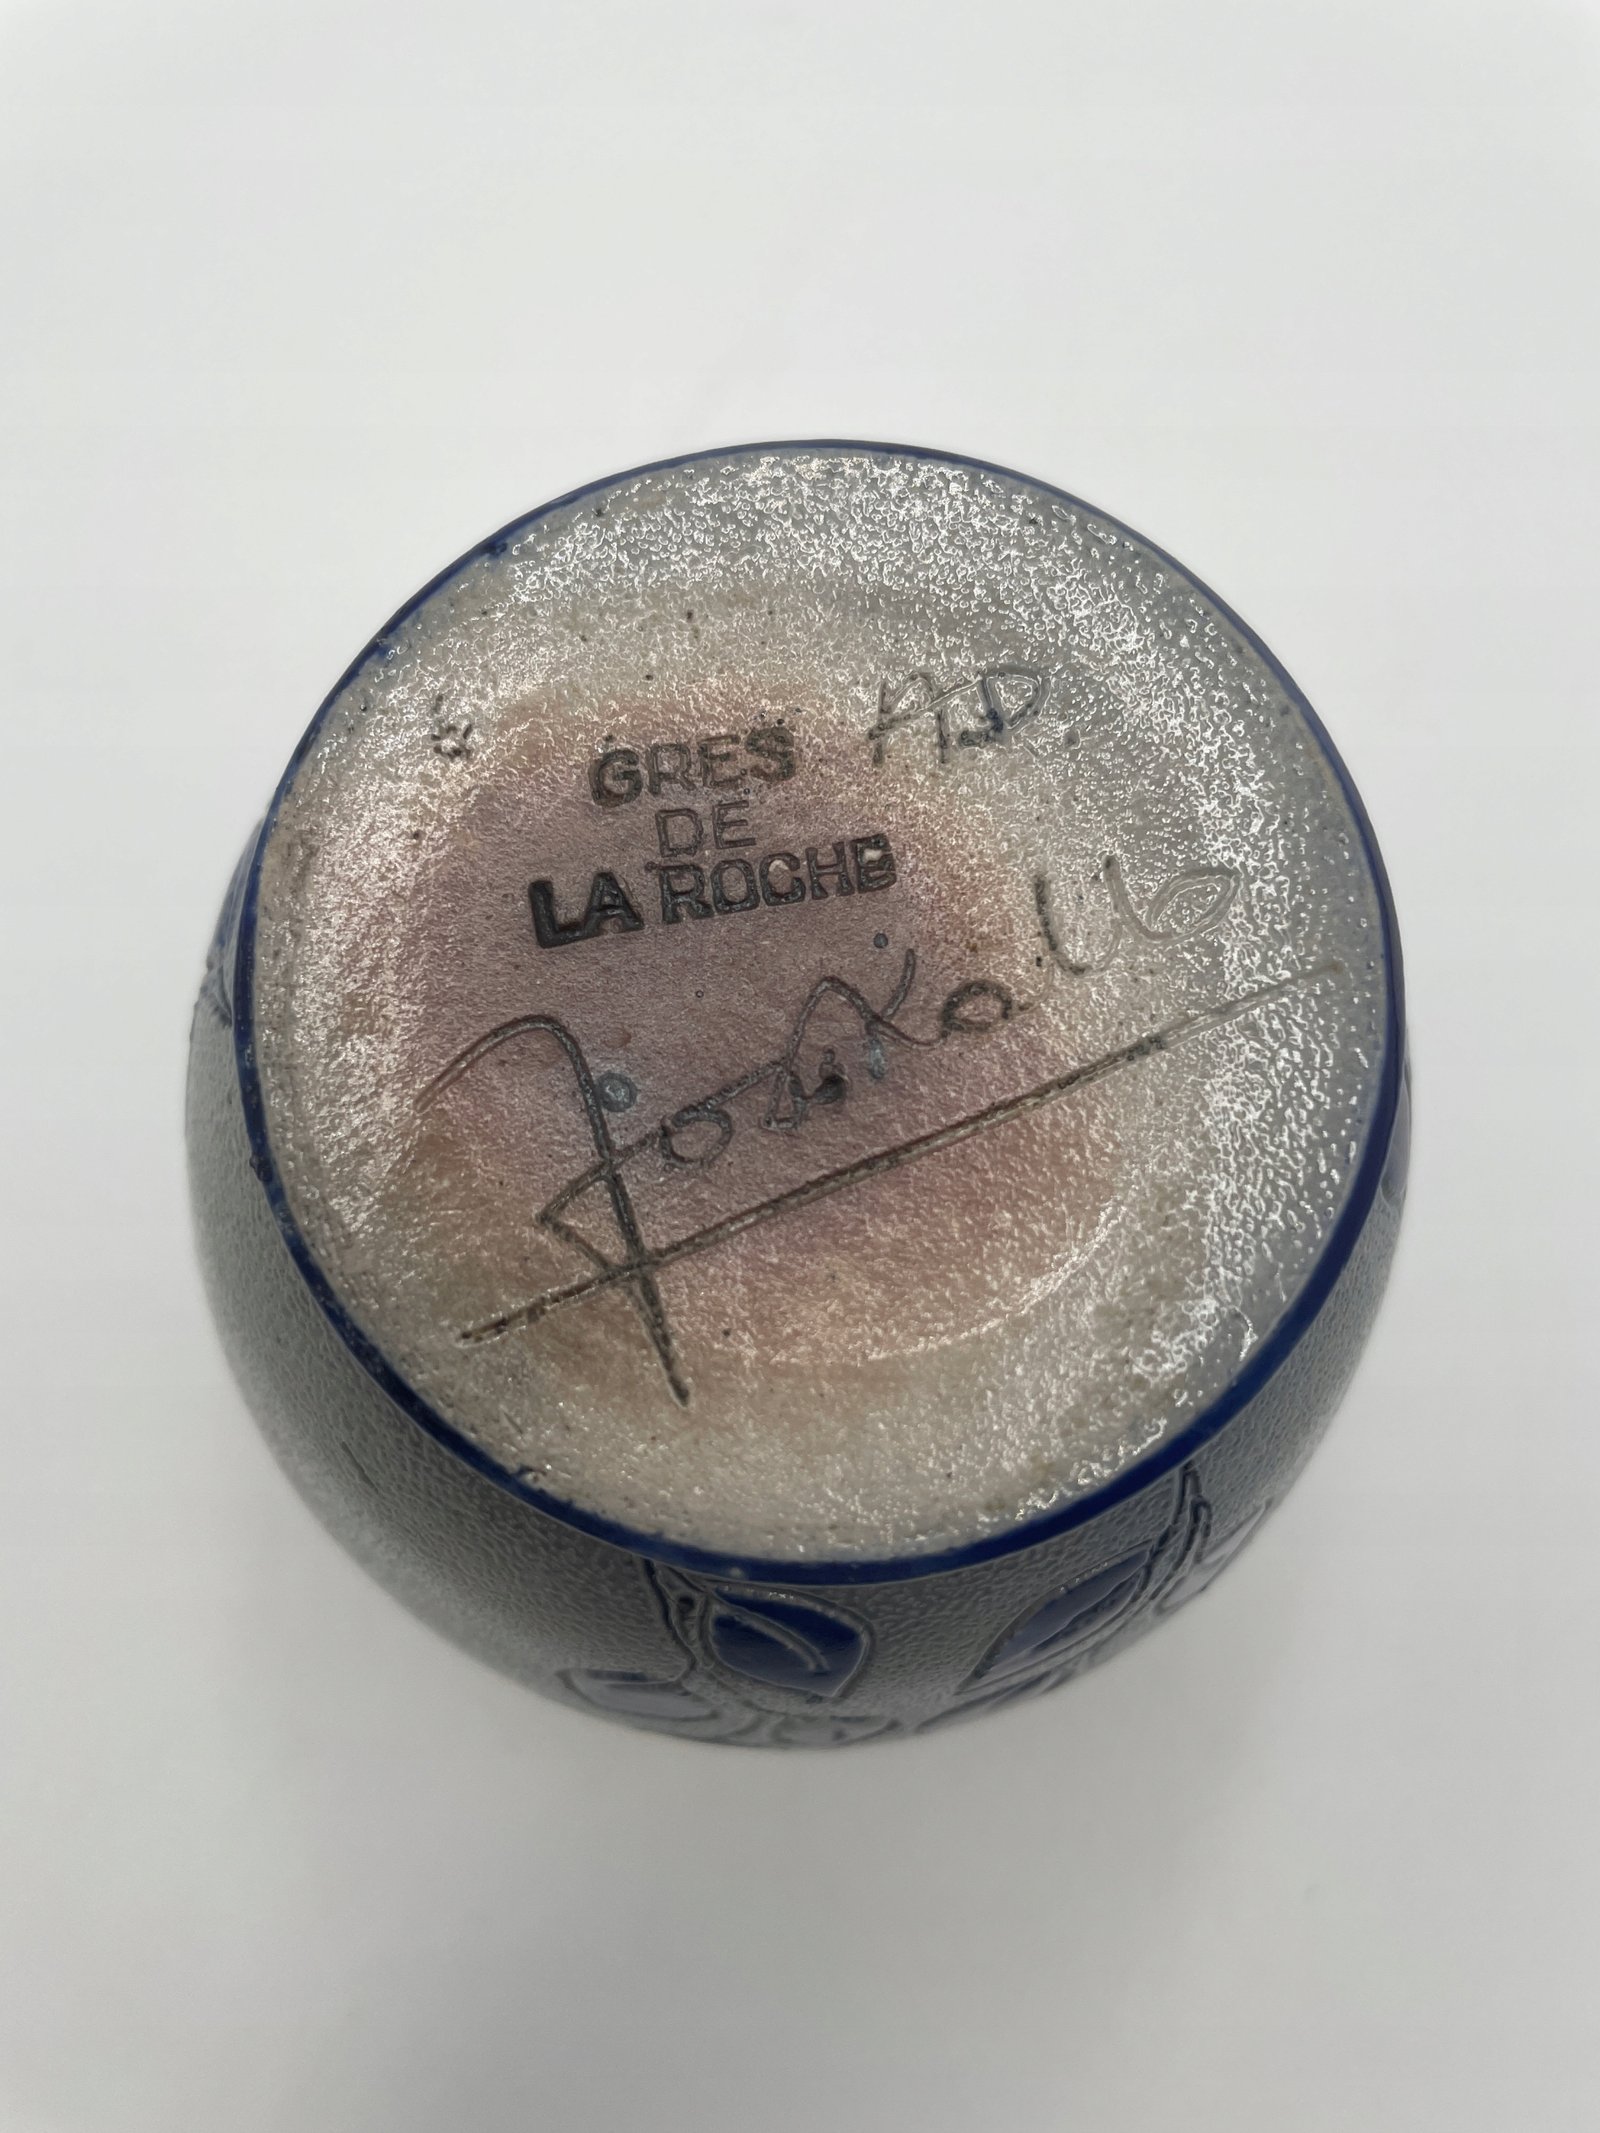 GRES A.D.
DE
LA ROCHE